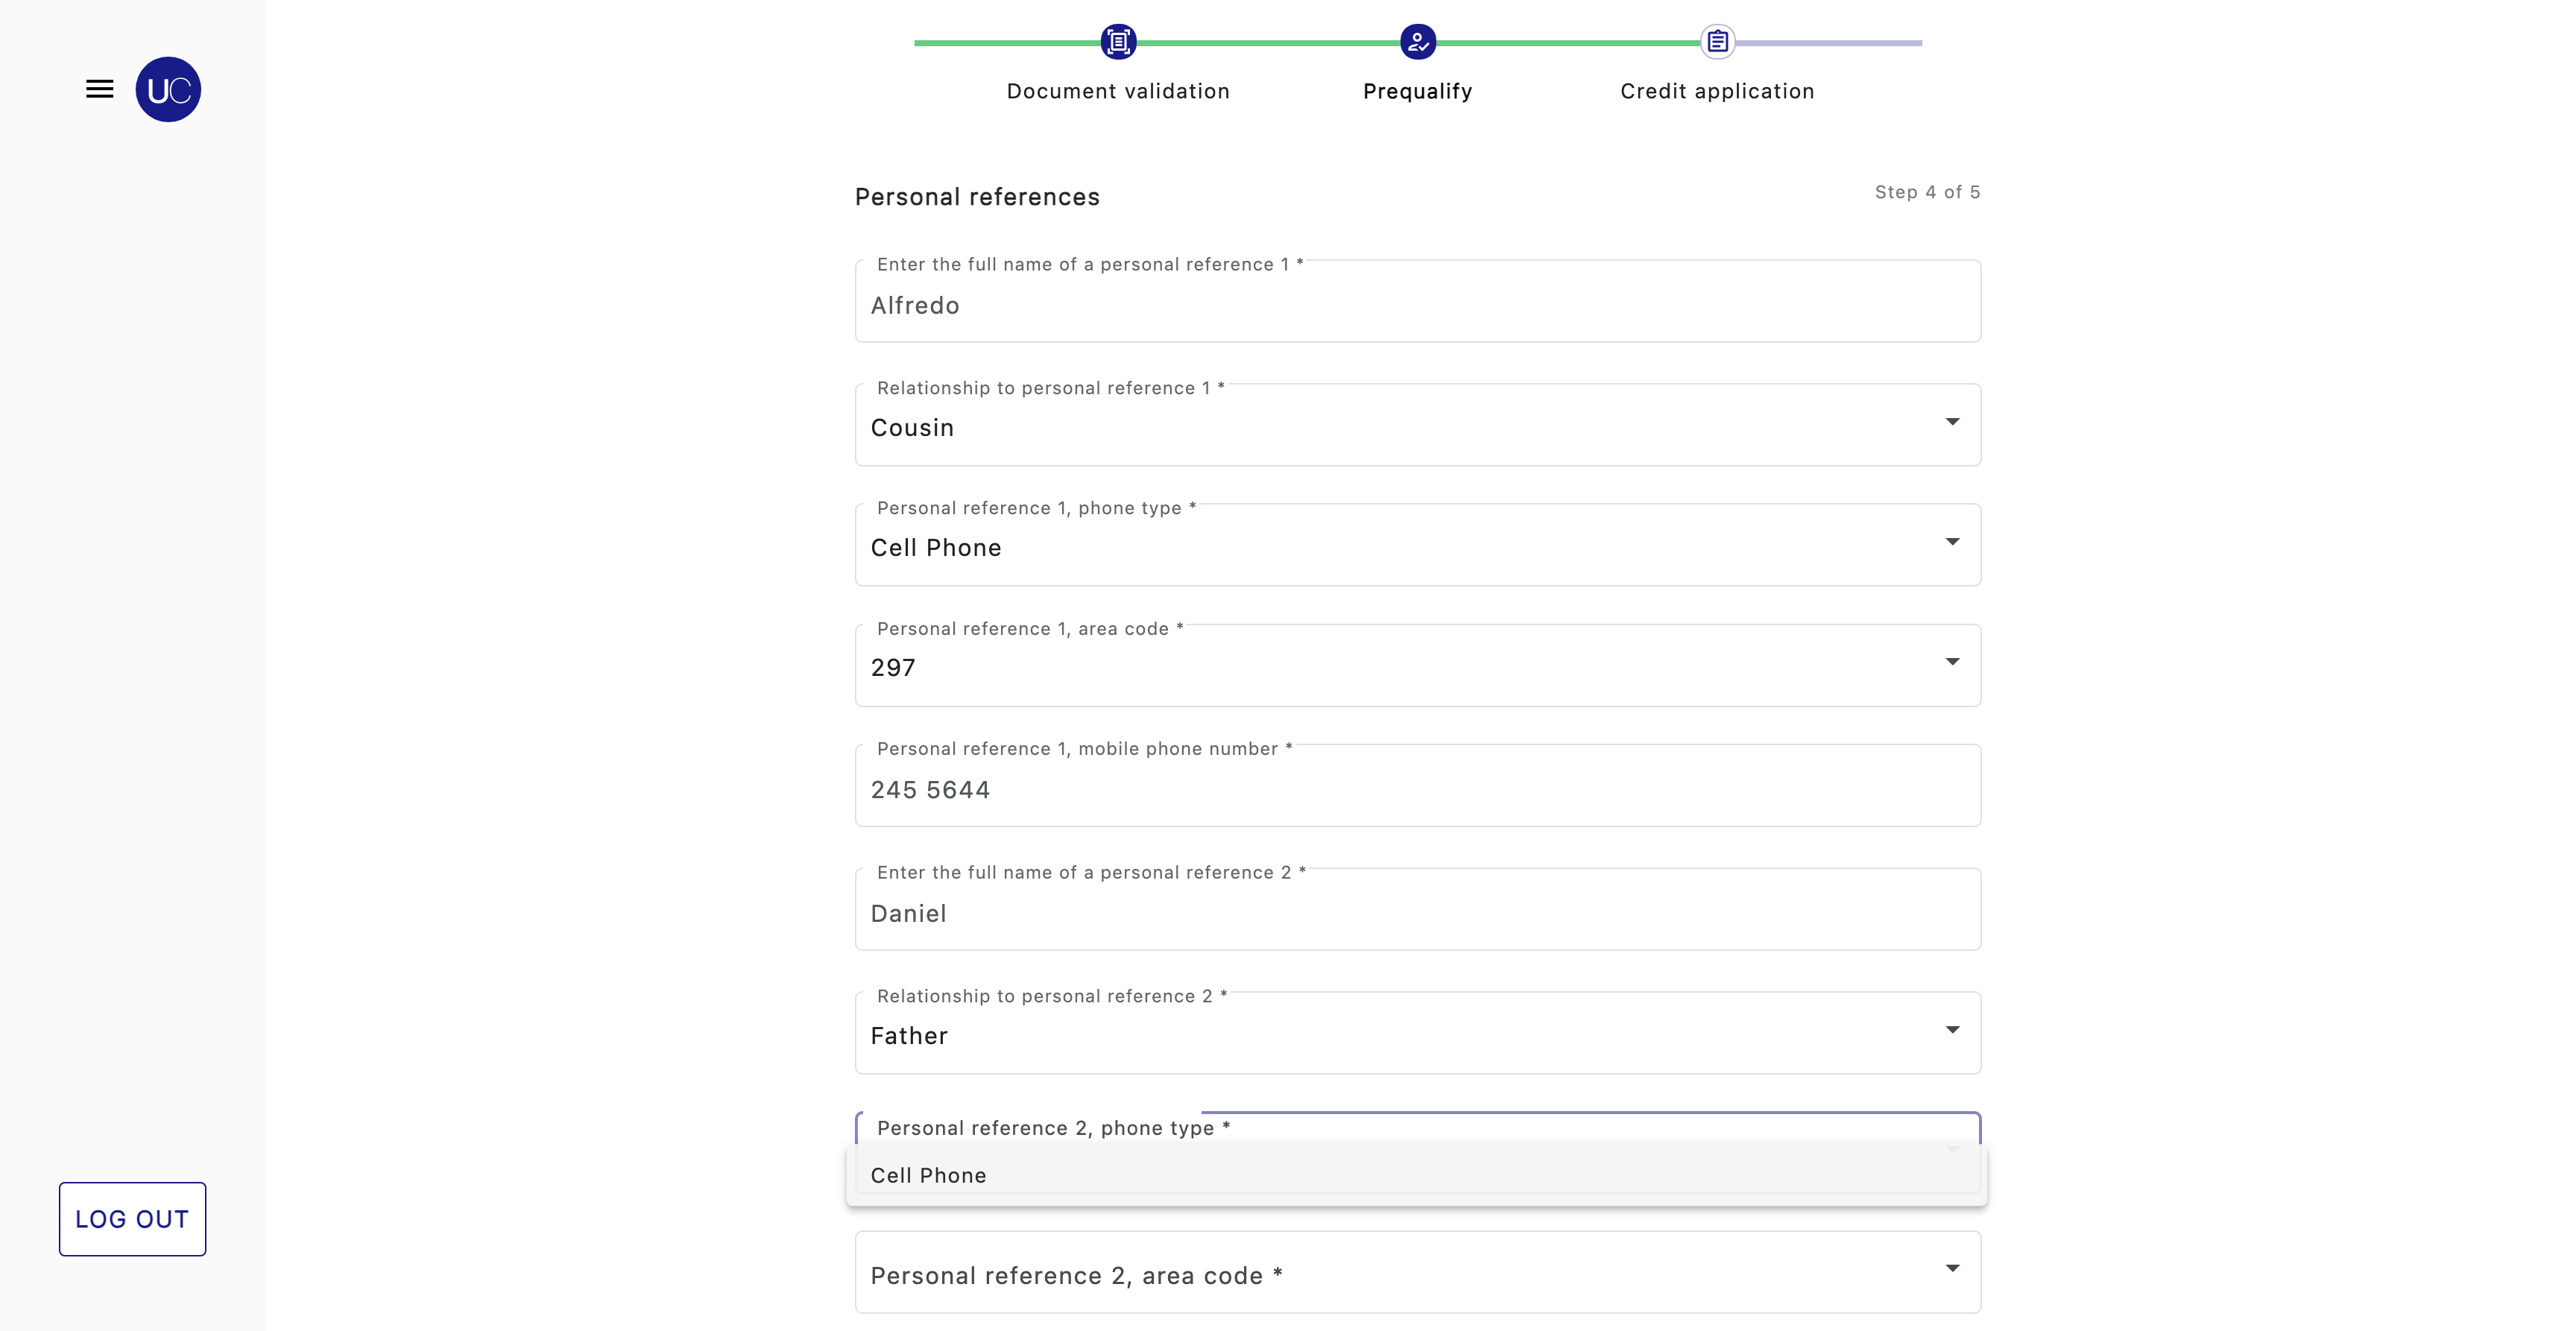 UC
Document validation
Prequalify
Credit application
Personal references
Step 4 of 5
Enter the full name of a personal reference 1 *
Alfredo
Relationship to personal reference 1 *
Cousin
Personal reference 1, phone type *
Cell Phone
Personal reference 1, area code *
297
Personal reference 1, mobile phone number *
245 5644
Enter the full name of a personal reference 2 *
Daniel
Relationship to personal reference 2 *
Father
Personal reference 2, phone type *
Cell Phone
Personal reference 2, area code *
LOG OUT